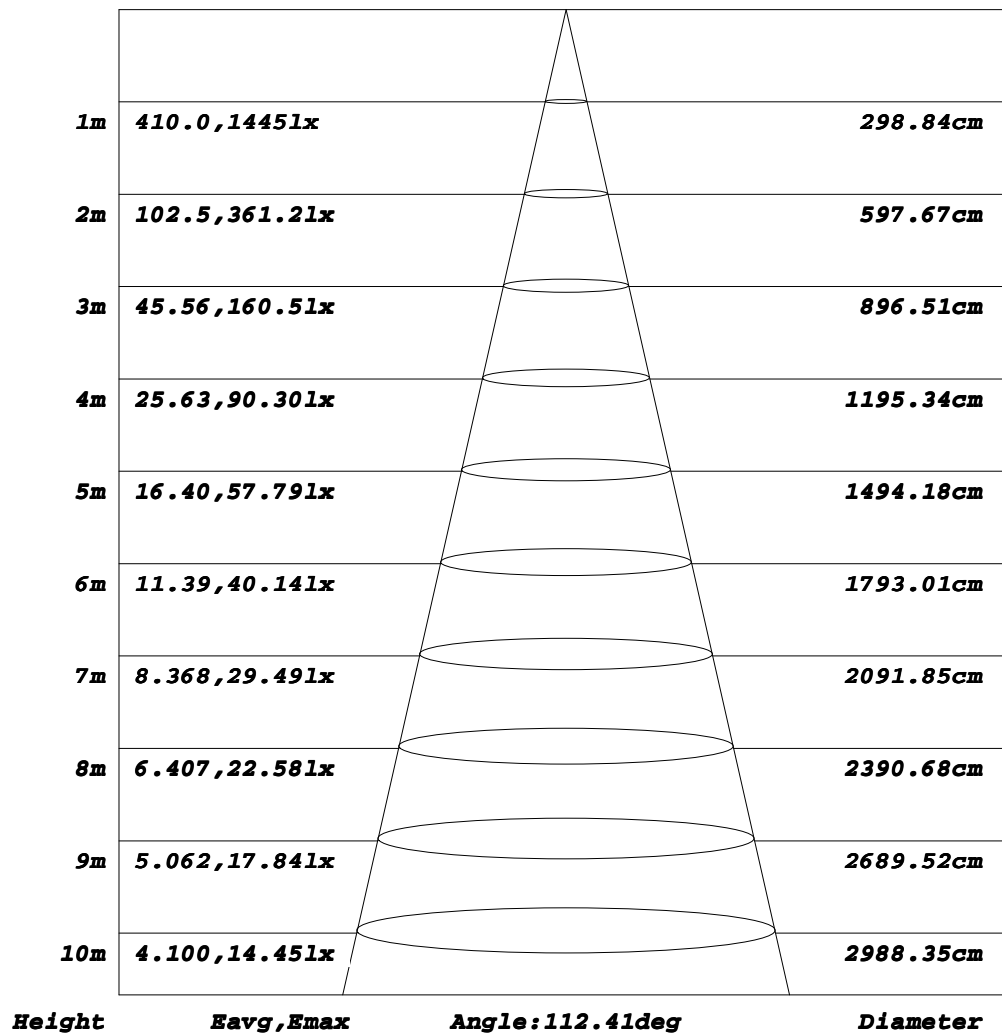 1m 410.0,1445lx 298.84cm
2m 102.5,361.2lx 597.67cm
3m 45.56,160.5lx 896.51cm
4m 25.63,90.30lx 1195.34cm
5m 16.40,57.79lx 1494.18cm
6m 11.39,40.14lx 1793.01cm
7m 8.368,29.49lx 2091.85cm
8m 6.407,22.58lx 2390.68cm
9m 5.062,17.84lx 2689.52cm
10m 4.100,14.45lx 2988.35cm
Height Eavg,Emax Angle:112.41deg Diameter